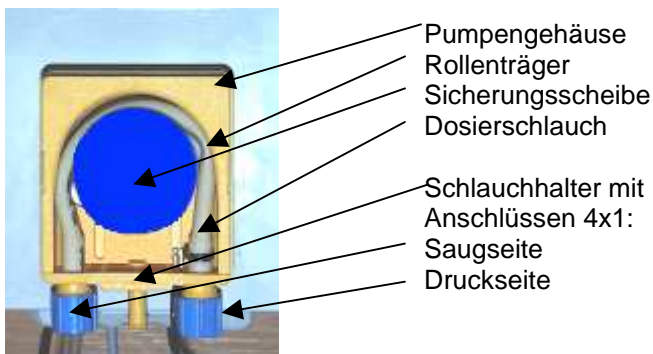 Pumpengehäuse
Rollenträger
Sicherungsscheibe
Dosierschlauch
Schlauchhalter mit
Anschlüssen 4x1:
Saugseite
Druckseite